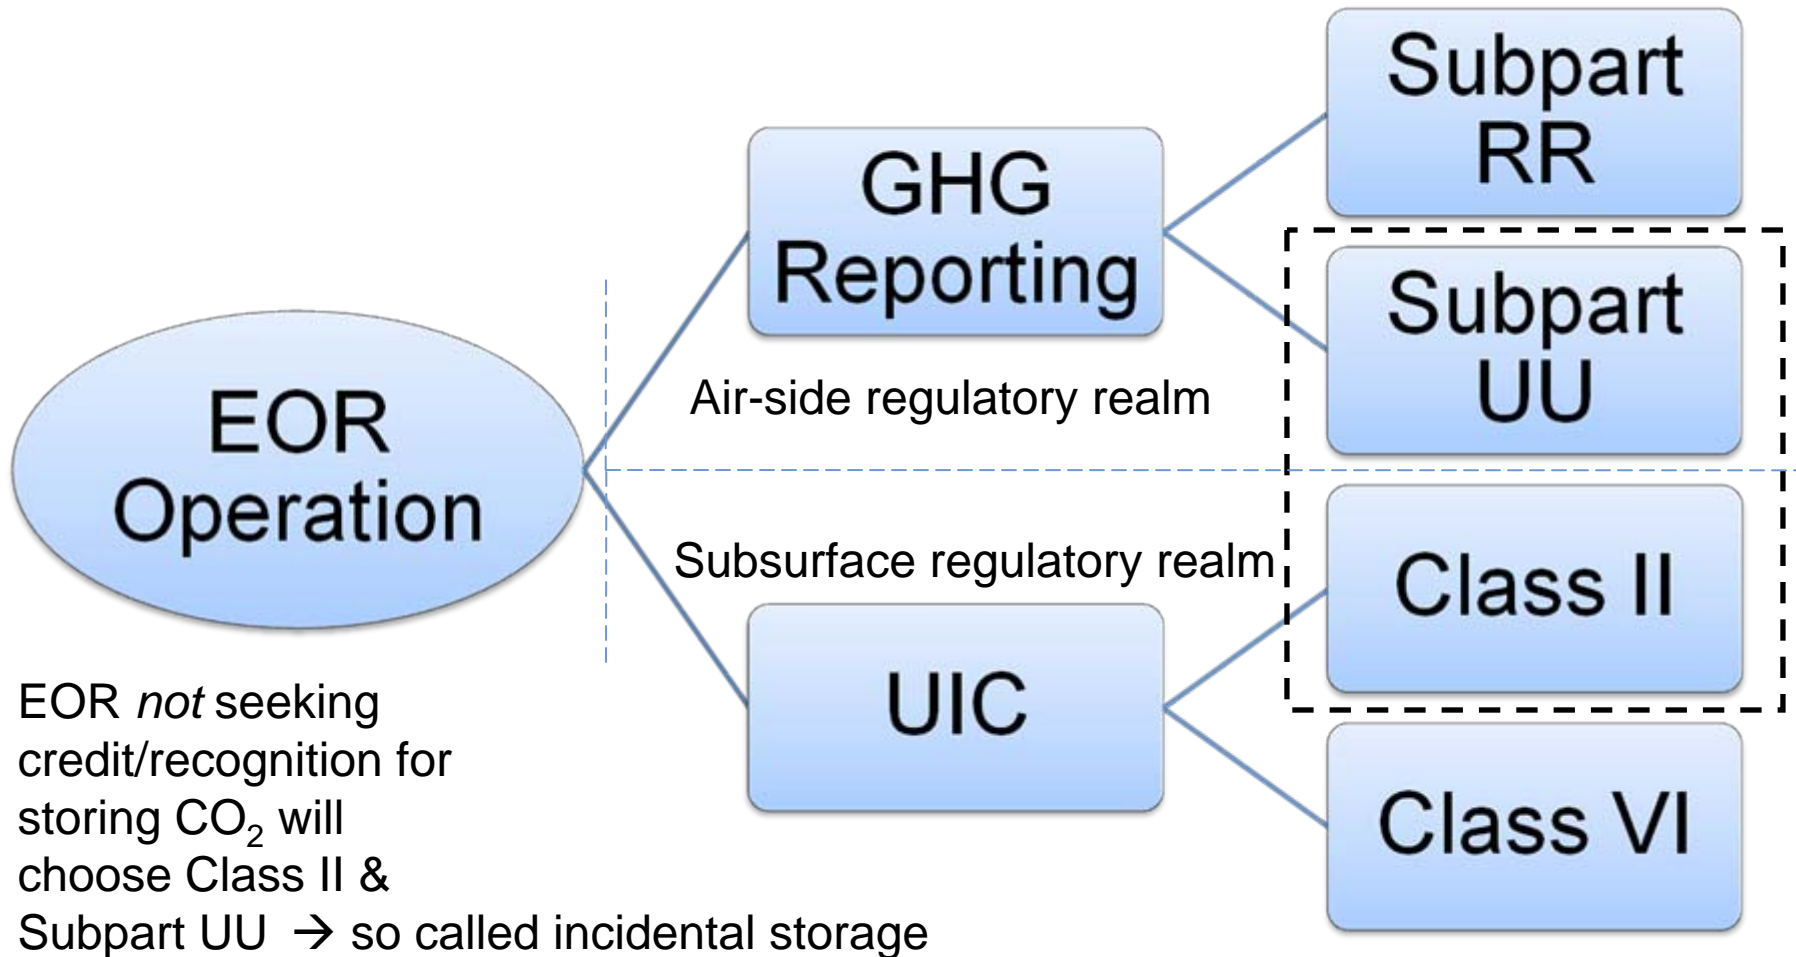 EOR
Operation
GHG
Reporting
Air-side regulatory realm
Subpart
RR
Subpart
UU
Subsurface regulatory realm
UIC
Class II
Class VI
EOR not seeking
credit/recognition for
storing CO₂ will
choose Class II &
Subpart UU → so called incidental storage